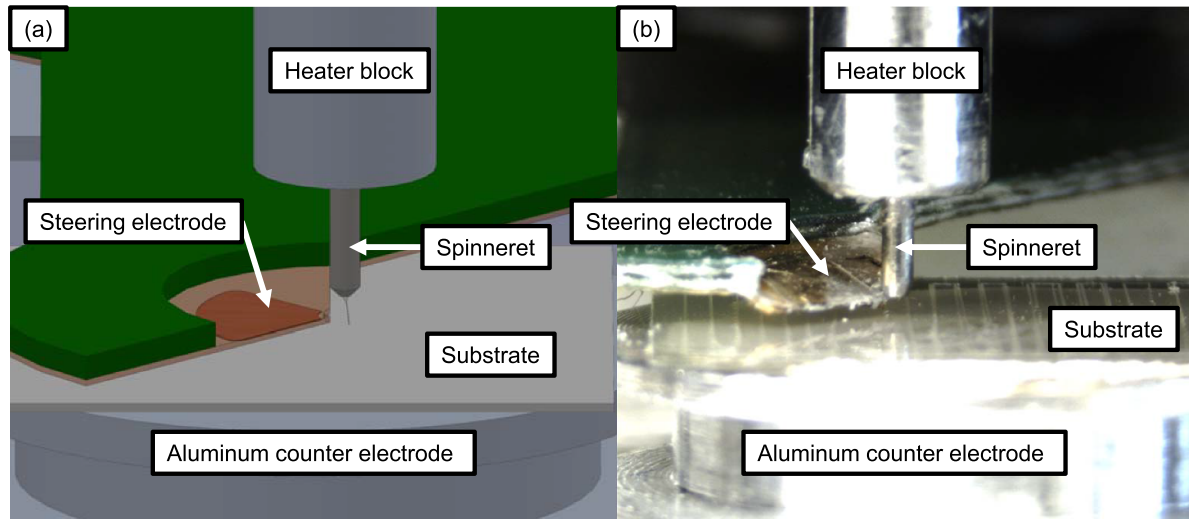 (a)
Heater block
Steering electrode
Spinneret
Substrate
Aluminum counter electrode
(b)
Heater block
Steering electrode
Spinneret
Substrate
Aluminum counter electrode